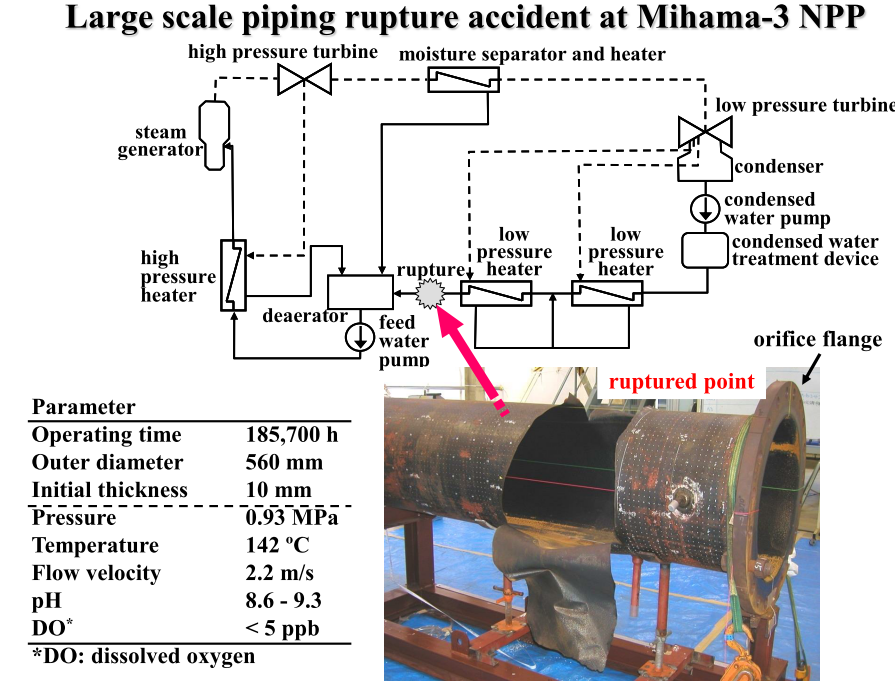 Large scale piping rupture accident at Mihama-3 NPP
high pressure turbine
moisture separator and heater
low pressure turbine
steam
generator
condenser
condensed
water pump
condensed water
treatment device
low
pressure
heater
low
pressure
heater
high
pressure
heater
rupture
deaerator
feed
water
pump
orifice flange
ruptured point
Parameter
Operating time 185,700 h
Outer diameter 560 mm
Initial thickness 10 mm
Pressure 0.93 MPa
Temperature 142 ºC
Flow velocity 2.2 m/s
pH 8.6 - 9.3
DO* < 5 ppb
*DO: dissolved oxygen